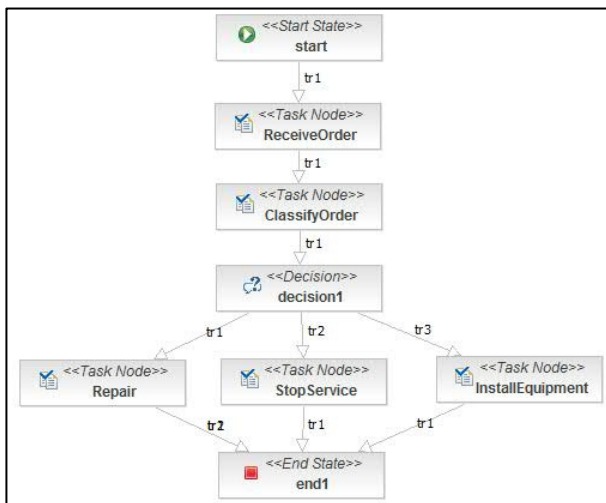 <<Start State>>
start
tr1
<<Task Node>>
ReceiveOrder
tr1
<<Task Node>>
ClassifyOrder
tr1
<<Decision>>
decision1
tr1 tr2 tr3
<<Task Node>>
Repair
<<Task Node>>
StopService
<<Task Node>>
InstallEquipment
tr1 tr1
<<End State>>
end1